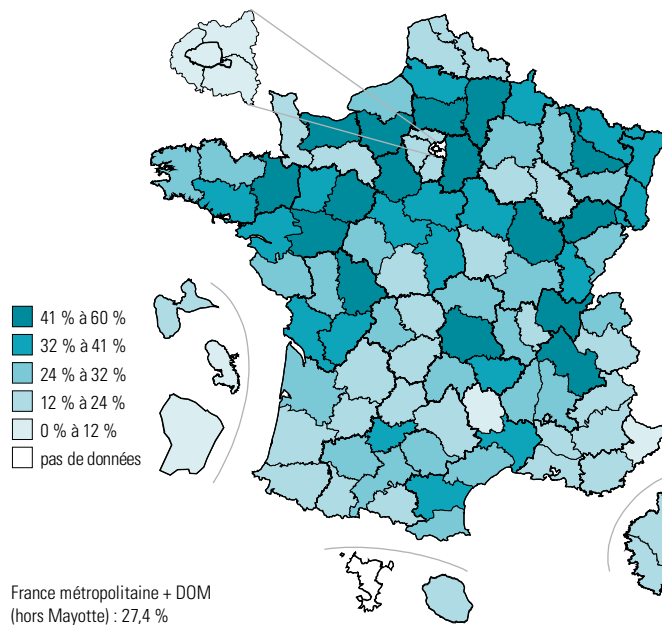 41 % à 60 %
32 % à 41 %
24 % à 32 %
12 % à 24 %
0 % à 12 %
pas de données
France métropolitaine + DOM
(hors Mayotte) : 27,4 %